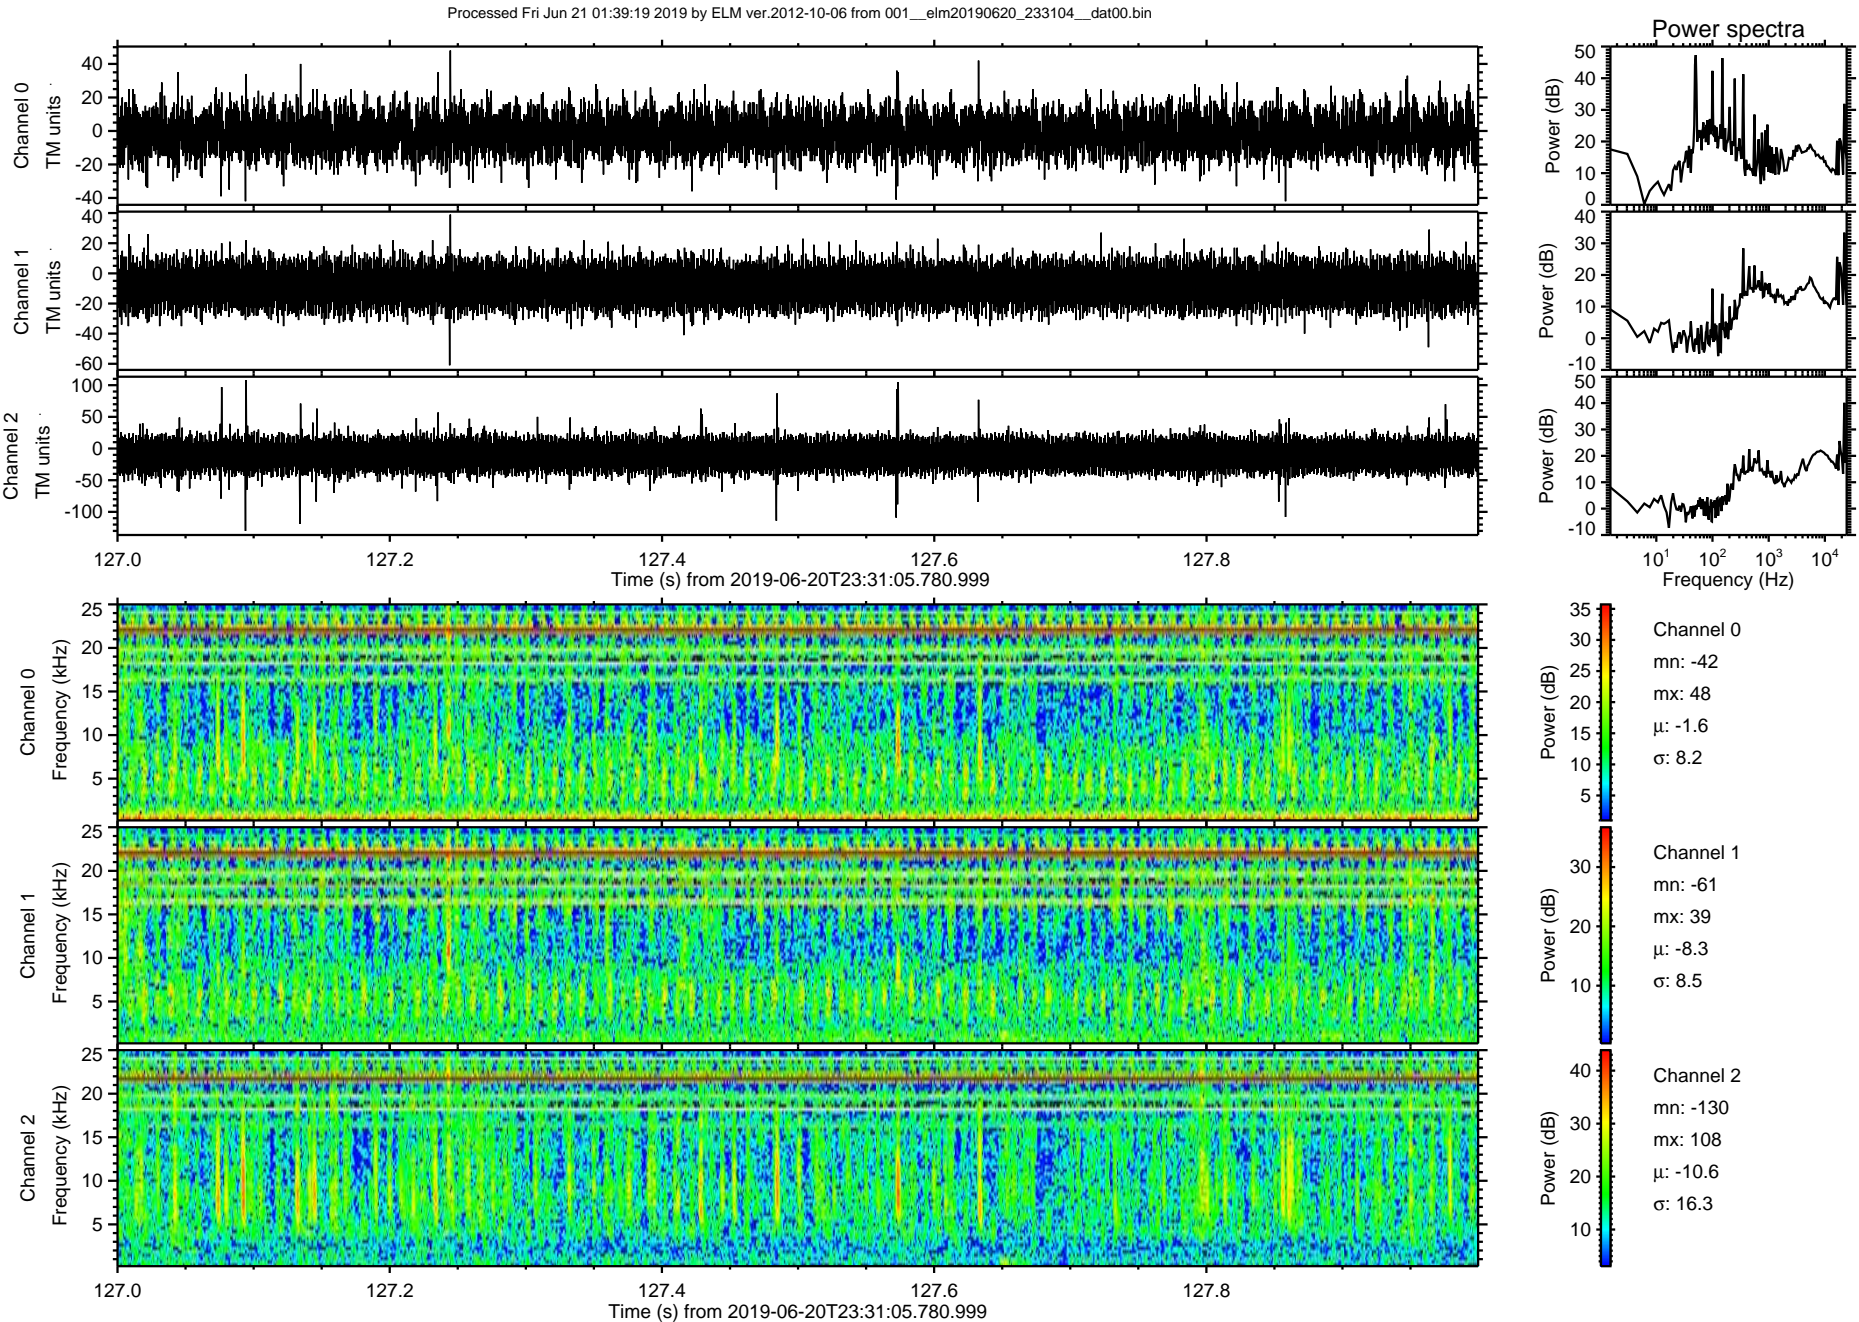 Processed Fri Jun 21 01:39:19 2019 by ELM ver.2012-10-06 from 001__elm20190620_233104__dat00.bin
Power spectra
Channel 0
TM units
40
20
0
-20
-40
Power (dB)
50
40
30
20
10
0
Channel 1
TM units
40
20
0
-20
-40
-60
Power (dB)
40
30
20
10
0
-10
Channel 2
TM units
100
50
0
-50
-100
Power (dB)
50
40
30
20
10
0
-10
127.0 127.2 127.4 127.6 127.8
Time (s) from 2019-06-20T23:31:05.780.999
10^1 10^2 10^3 10^4
Frequency (Hz)
Channel 0
Frequency (kHz)
25
20
15
10
5
Power (dB)
35
30
25
20
15
10
5
Channel 0
mn: -42
mx: 48
μ: -1.6
σ: 8.2
Channel 1
Frequency (kHz)
25
20
15
10
5
Power (dB)
30
20
10
Channel 1
mn: -61
mx: 39
μ: -8.3
σ: 8.5
Channel 2
Frequency (kHz)
25
20
15
10
5
Power (dB)
40
30
20
10
Channel 2
mn: -130
mx: 108
μ: -10.6
σ: 16.3
127.0 127.2 127.4 127.6 127.8
Time (s) from 2019-06-20T23:31:05.780.999